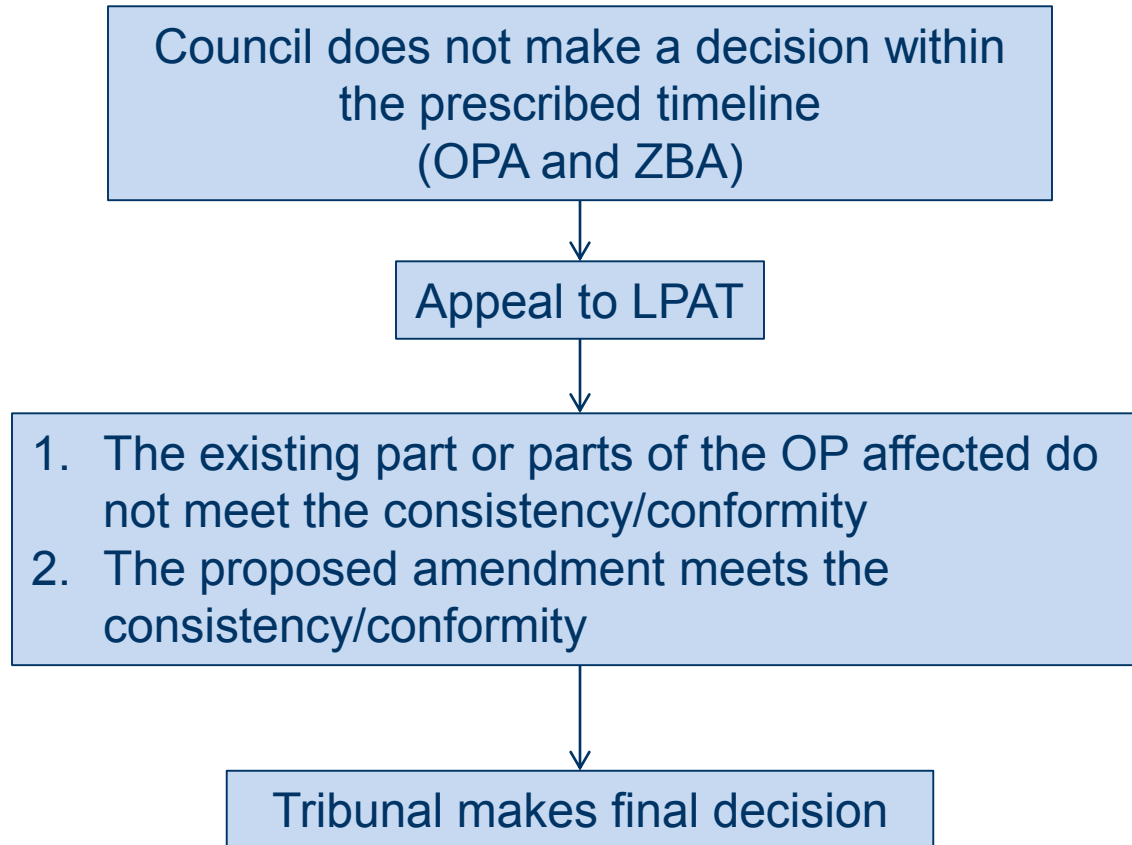 Council does not make a decision within
the prescribed timeline
(OPA and ZBA)
Appeal to LPAT
1. The existing part or parts of the OP affected do
not meet the consistency/conformity
2. The proposed amendment meets the
consistency/conformity
Tribunal makes final decision